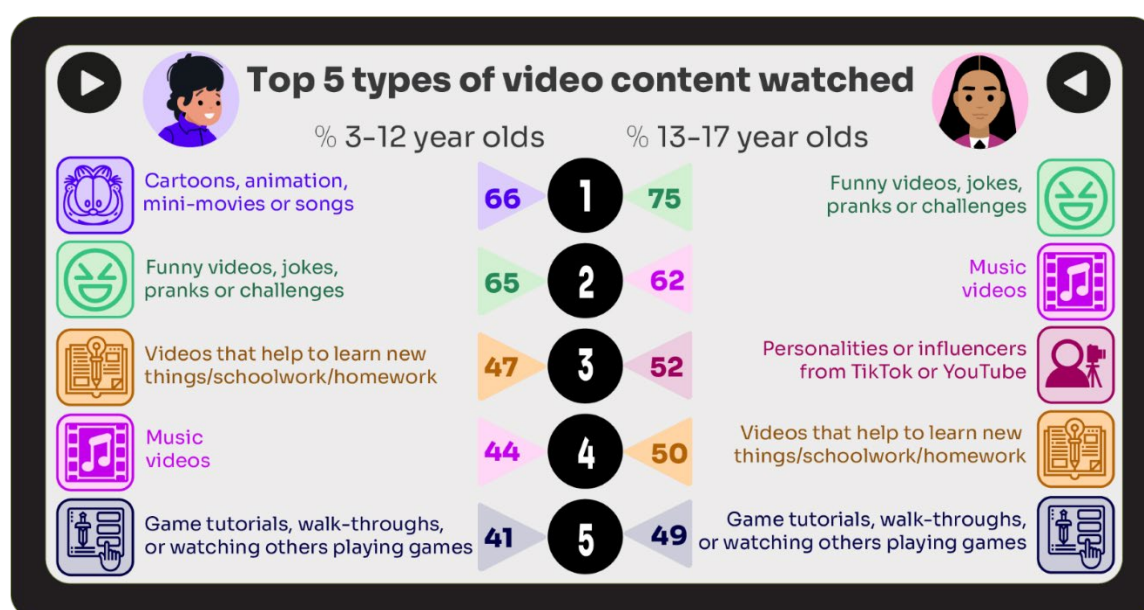 Top 5 types of video content watched
% 3-12 year olds
% 13-17 year olds
Cartoons, animation,
mini-movies or songs
66
1
75
Funny videos, jokes,
pranks or challenges
Funny videos, jokes,
pranks or challenges
65
2
62
Music
videos
Videos that help to learn new
things/schoolwork/homework
47
3
52
Personalities or influencers
from TikTok or YouTube
Music
videos
44
4
50
Videos that help to learn new
things/schoolwork/homework
Game tutorials, walk-throughs,
or watching others playing games
41
5
49
Game tutorials, walk-throughs,
or watching others playing games